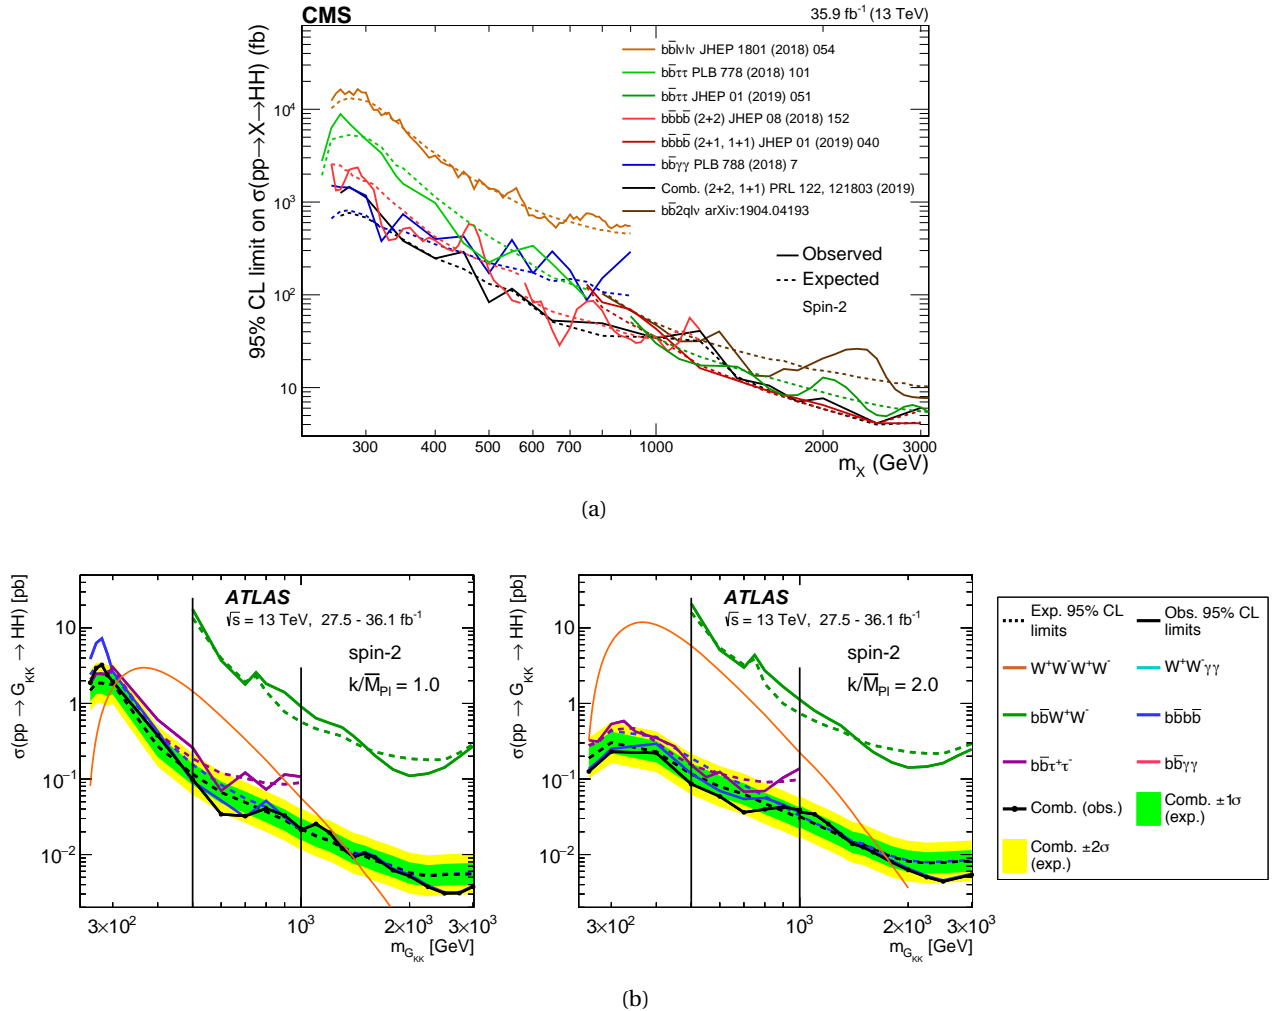 CMS
35.9 fb⁻¹ (13 TeV)
95% CL limit on σ(pp→X→HH) (fb)
10⁴
10³
10²
10
bb̄lνlν JHEP 1801 (2018) 054
bb̄ττ PLB 778 (2018) 101
bb̄ττ JHEP 01 (2019) 051
bb̄bb̄ (2+2) JHEP 08 (2018) 152
bb̄bb̄ (2+1, 1+1) JHEP 01 (2019) 040
bb̄γγ PLB 788 (2018) 7
Comb. (2+2, 1+1) PRL 122, 121803 (2019)
bb̄2qlν arXiv:1904.04193
Observed
Expected
Spin-2
300 400 500 600 700 1000 2000 3000
m_X (GeV)
(a)
σ(pp → G_KK → HH) [pb]
10
1
10⁻¹
10⁻²
ATLAS
√s = 13 TeV, 27.5 - 36.1 fb⁻¹
spin-2
k/M̄_Pl = 1.0
3×10² 10³ 2×10³ 3×10³
m_G_KK [GeV]
σ(pp → G_KK → HH) [pb]
10
1
10⁻¹
10⁻²
ATLAS
√s = 13 TeV, 27.5 - 36.1 fb⁻¹
spin-2
k/M̄_Pl = 2.0
3×10² 10³ 2×10³ 3×10³
m_G_KK [GeV]
Exp. 95% CL limits
Obs. 95% CL limits
W⁺W⁻W⁺W⁻
W⁺W⁻γγ
bb̄W⁺W⁻
bb̄bb̄
bb̄τ⁺τ⁻
bb̄γγ
Comb. (obs.)
Comb. ±1σ (exp.)
Comb. ±2σ (exp.)
(b)